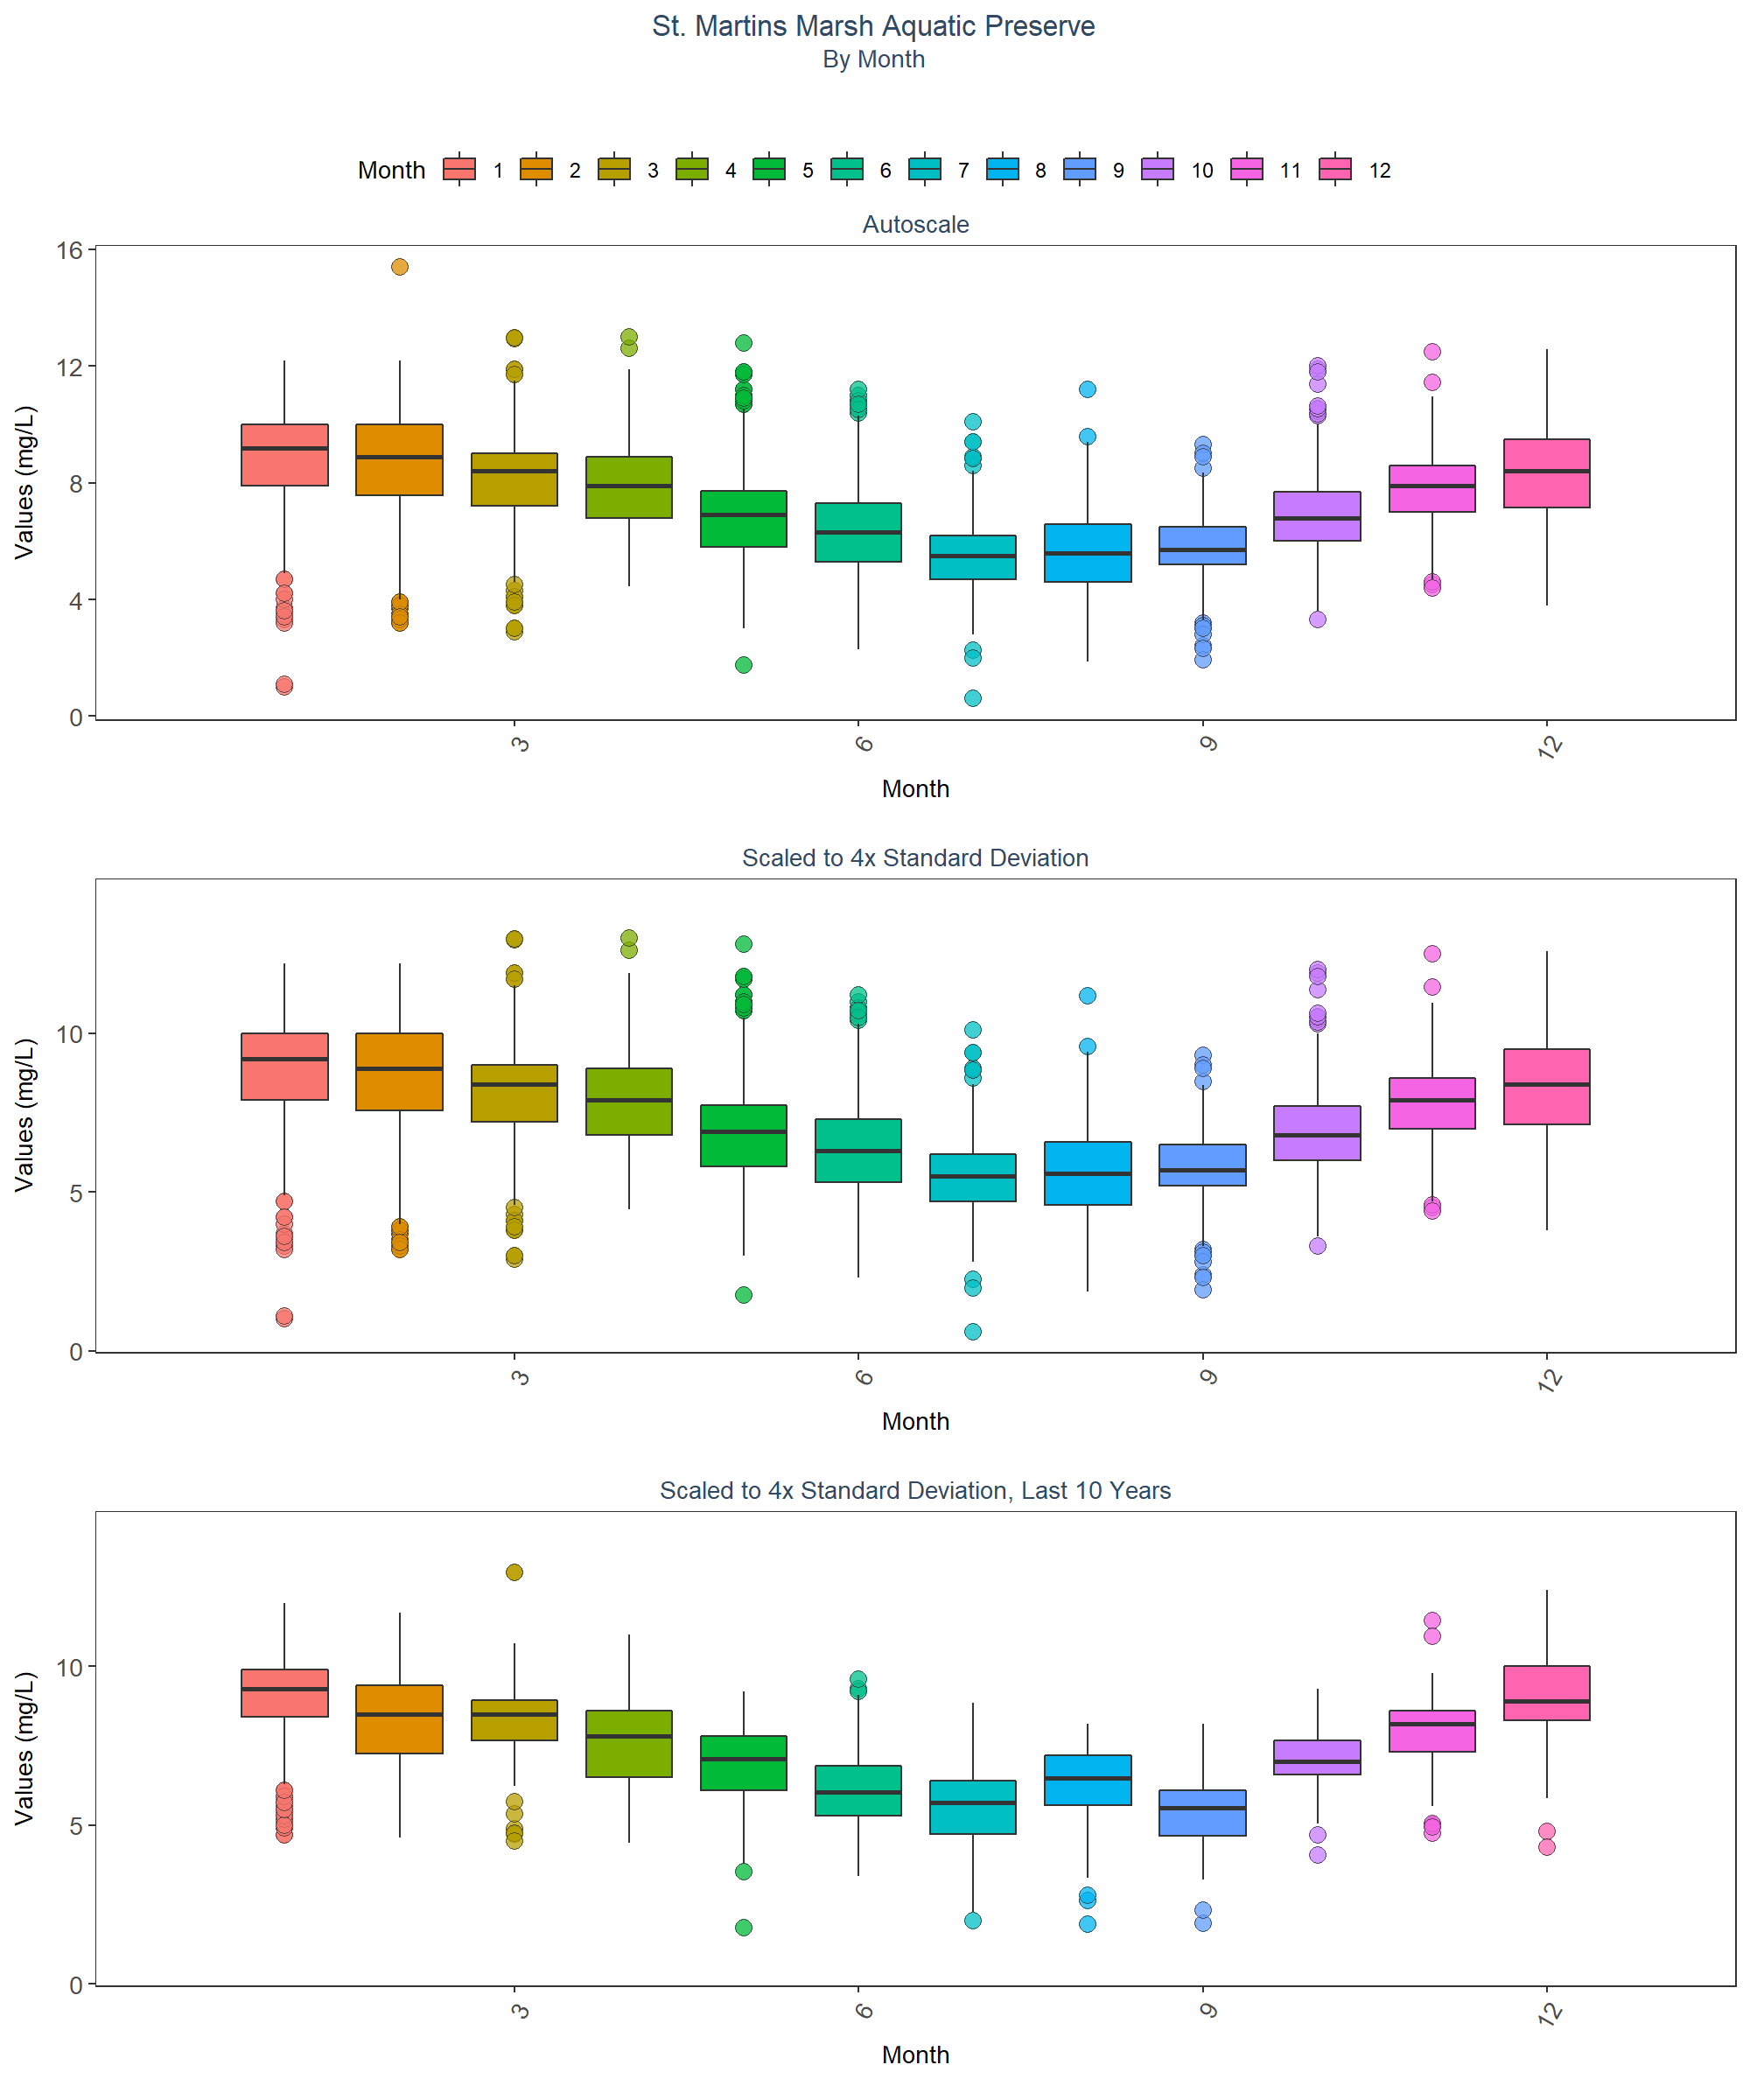 St. Martins Marsh Aquatic Preserve
By Month
Month 1 2 3 4 5 6 7 8 9 10 11 12
Autoscale
Values (mg/L)
16
12
8
4
0
3 6 9 12
Month
Scaled to 4x Standard Deviation
Values (mg/L)
10
5
0
3 6 9 12
Month
Scaled to 4x Standard Deviation, Last 10 Years
Values (mg/L)
10
5
0
3 6 9 12
Month